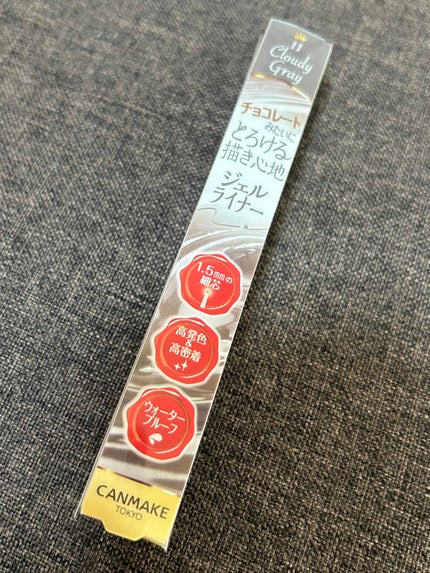 11
Cloudy
Gray
チョコレート
みたいに
とろける
描き心地
ジェル
ライナー
1.5mmの
細芯
高発色
&
高密着
ウォーター
プルーフ
CANMAKE
TOKYO